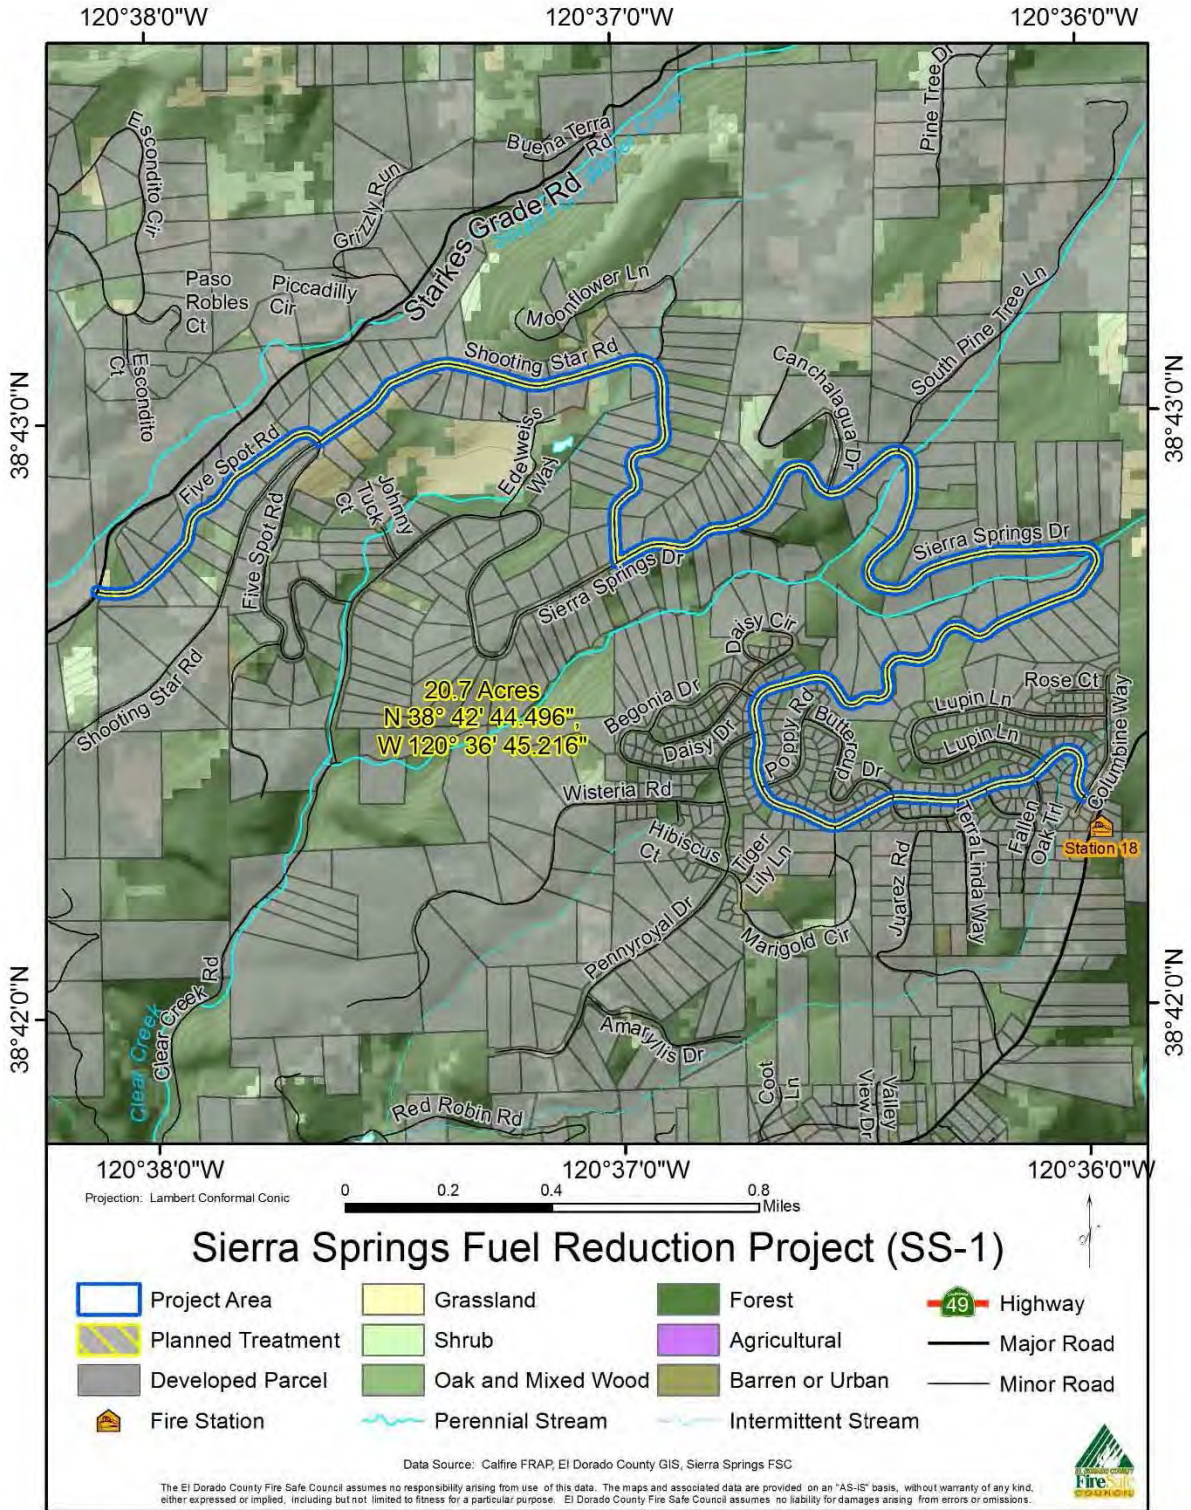 120°38'0"W 120°37'0"W 120°36'0"W
38°43'0"N
38°43'0"N
38°42'0"N
38°42'0"N
Escondito Cir
Buena Terra Rd
Pine Tree Dr
Grizzly Run
Starkes Grade Rd
Paso
Robles
Ct
Piccadilly
Cir
Escondito
Ct
Moonflower Ln
South Pine Tree Ln
Shooting Star Rd
Canchalagua Dr
Five Spot Rd
Edelweiss
Way
Johnny
Tuck
Ct
Five Spot Rd
Sierra Springs Dr
Sierra Springs Dr
Daisy Cir
Shooting Star Rd
20.7 Acres
N 38° 42' 44.496",
W 120° 36' 45.216"
Begonia Dr
Daisy Dr
Poppy Rd
Buttercup Dr
Rose Ct
Lupin Ln
Lupin Ln
Columbine Way
Wisteria Rd
Hibiscus
Ct
Tiger
Lily Ln
Fallen
Oak Trl
Terra Linda Way
Juarez Rd
Station 18
Pennyroyal Dr
Marigold Cir
Clear Creek Rd
Clear Creek
Amaryllis Dr
Coot
Ln
Valley
View Dr
Red Robin Rd
120°38'0"W 120°37'0"W 120°36'0"W
Projection: Lambert Conformal Conic
0 0.2 0.4 0.8
Miles
Sierra Springs Fuel Reduction Project (SS-1)
Project Area
Planned Treatment
Developed Parcel
Fire Station
Grassland
Shrub
Oak and Mixed Wood
Perennial Stream
Forest
Agricultural
Barren or Urban
Intermittent Stream
49
Highway
Major Road
Minor Road
Data Source: Calfire FRAP, El Dorado County GIS, Sierra Springs FSC
The El Dorado County Fire Safe Council assumes no responsibility arising from use of this data. The maps and associated data are provided on an "AS-IS" basis, without warranty of any kind,
either expressed or implied, including but not limited to fitness for a particular purpose. El Dorado County Fire Safe Council assumes no liability for damages arising from errors or omissions.
EL DORADO COUNTY
Fire Safe
COUNCIL